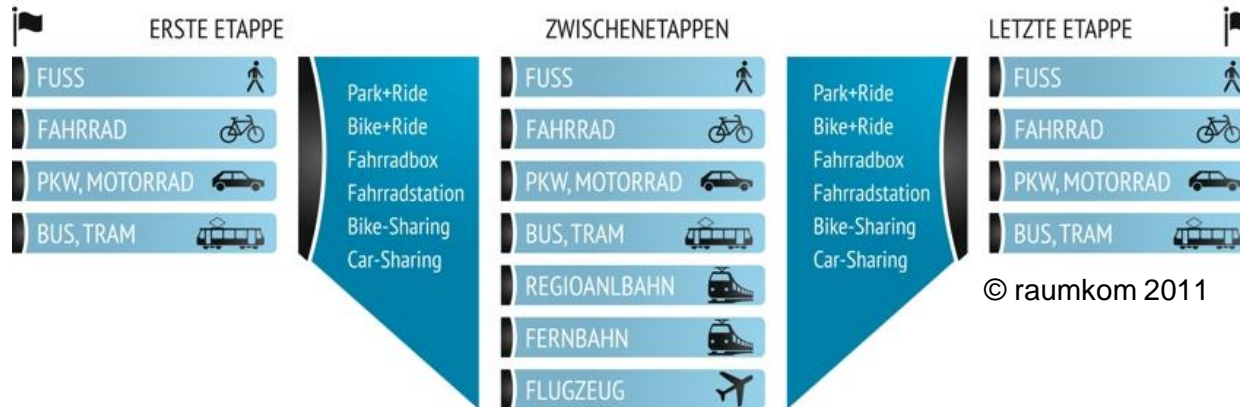 ERSTE ETAPPE
FUSS
FAHRRAD
PKW, MOTORRAD
BUS, TRAM
Park+Ride
Bike+Ride
Fahrradbox
Fahrradstation
Bike-Sharing
Car-Sharing
ZWISCHENETAPPEN
FUSS
FAHRRAD
PKW, MOTORRAD
BUS, TRAM
REGIOANLBAHN
FERNBAHN
FLUGZEUG
Park+Ride
Bike+Ride
Fahrradbox
Fahrradstation
Bike-Sharing
Car-Sharing
LETZTE ETAPPE
FUSS
FAHRRAD
PKW, MOTORRAD
BUS, TRAM
© raumkom 2011